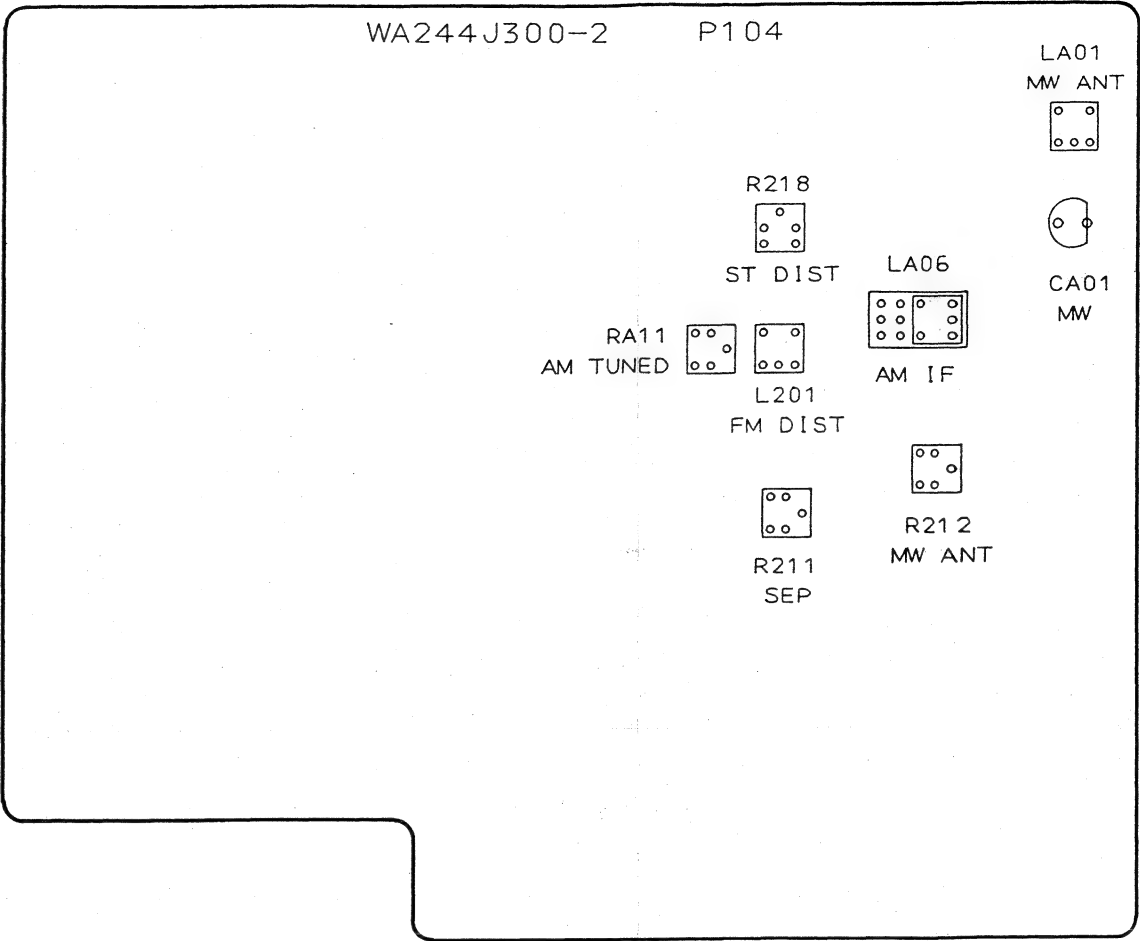 WA244J300-2 P104
LA01
MW ANT
R218
ST DIST
LA06
CA01
MW
RA11
AM TUNED
AM IF
L201
FM DIST
R212
MW ANT
R211
SEP